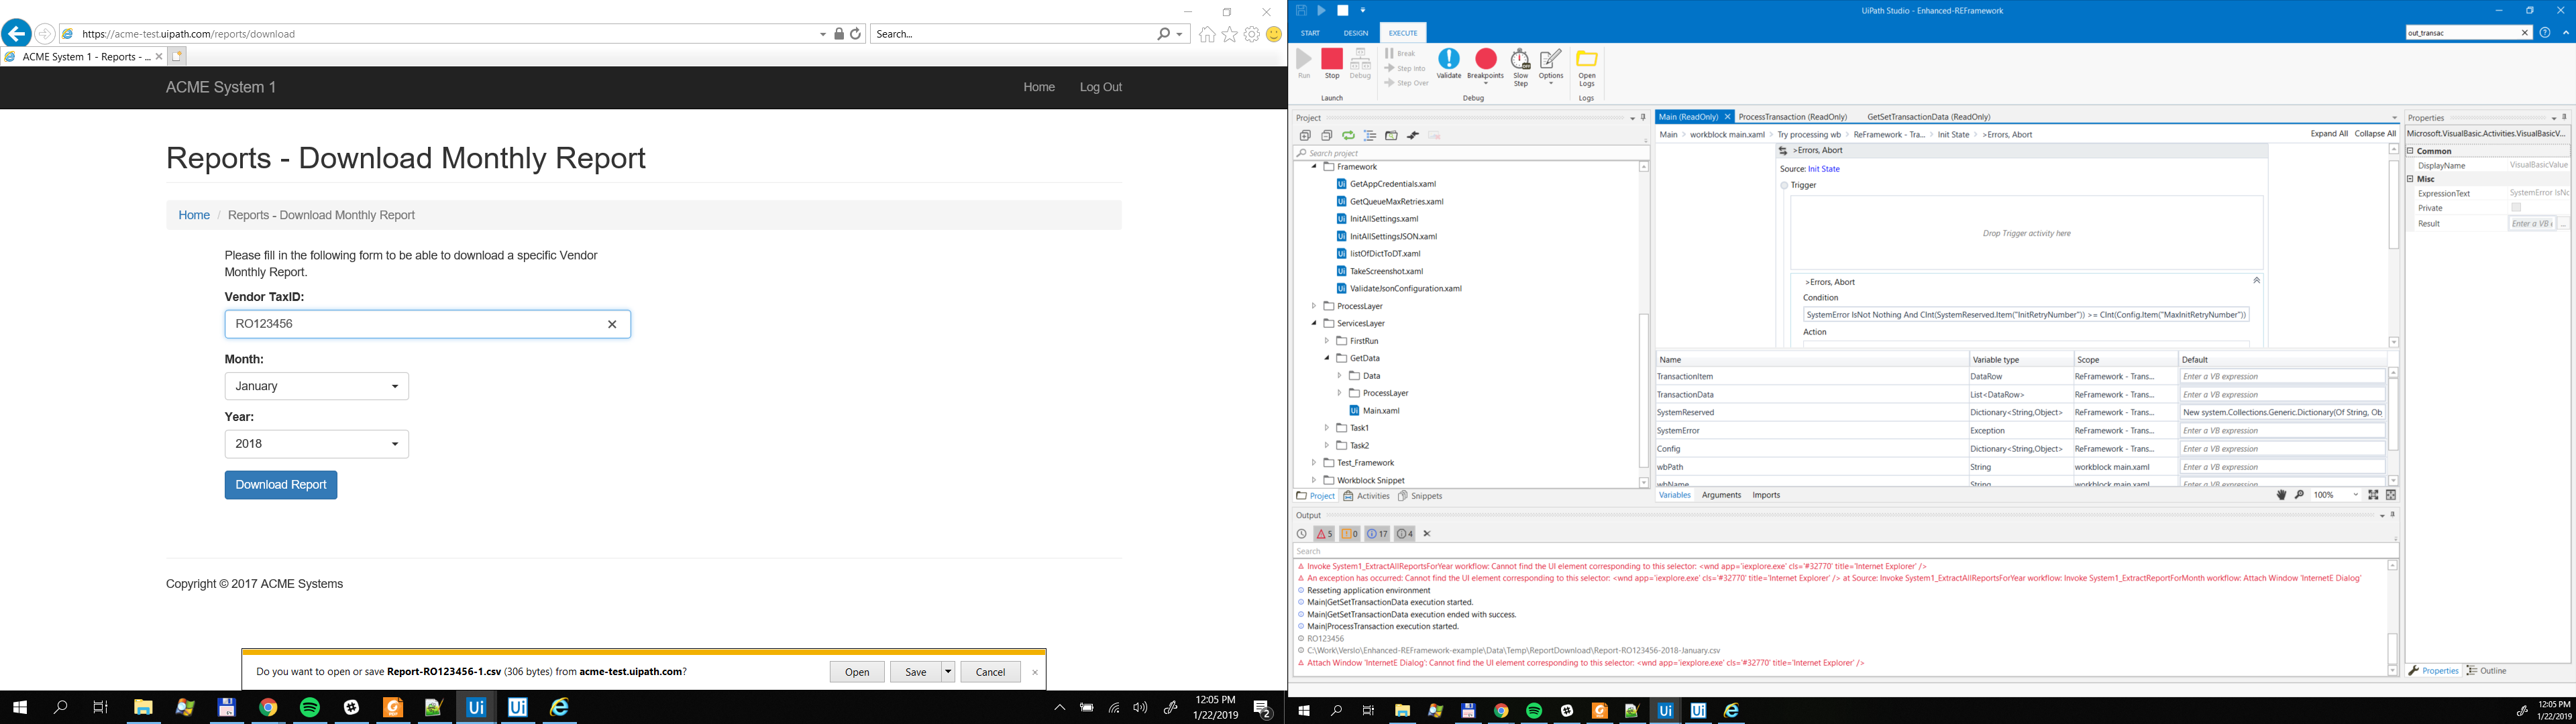 https://acme-test.uipath.com/reports/download
Search...
ACME System 1 - Reports - ...
ACME System 1
Home
Log Out
Reports - Download Monthly Report
Home / Reports - Download Monthly Report
Please fill in the following form to be able to download a specific Vendor
Monthly Report.
Vendor TaxID:
RO123456
Month:
January
Year:
2018
Download Report
Copyright © 2017 ACME Systems
Do you want to open or save Report-RO123456-1.csv (306 bytes) from acme-test.uipath.com?
Open
Save
Cancel
12:05 PM
1/22/2019
2
UiPath Studio - Enhanced-REFramework
START
DESIGN
EXECUTE
out_transac
Run
Stop
Debug
Break
Step Into
Step Over
Validate
Breakpoints
Slow
Step
Options
Open
Logs
Launch
Debug
Logs
Project
Search project
Framework
GetAppCredentials.xaml
GetQueueMaxRetries.xaml
InitAllSettings.xaml
InitAllSettingsJSON.xaml
listOfDictToDT.xaml
TakeScreenshot.xaml
ValidateJsonConfiguration.xaml
ProcessLayer
ServicesLayer
FirstRun
GetData
Data
ProcessLayer
Main.xaml
Task1
Task2
Test_Framework
Workblock Snippet
Project
Activities
Snippets
Main (ReadOnly)
ProcessTransaction (ReadOnly)
GetSetTransactionData (ReadOnly)
Main > workblock main.xaml > Try processing wb > ReFramework - Tra... > Init State > >Errors, Abort
Expand All Collapse All
>Errors, Abort
Source: Init State
Trigger
Drop Trigger activity here
>Errors, Abort
Condition
SystemError IsNot Nothing And CInt(SystemReserved.Item("InitRetryNumber")) >= CInt(Config.Item("MaxInitRetryNumber"))
Action
Name Variable type Scope Default
TransactionItem DataRow ReFramework - Trans... Enter a VB expression
TransactionData List<DataRow> ReFramework - Trans... Enter a VB expression
SystemReserved Dictionary<String,Object> ReFramework - Trans... New system.Collections.Generic.Dictionary(Of String, Ob
SystemError Exception ReFramework - Trans... Enter a VB expression
Config Dictionary<String,Object> ReFramework - Trans... Enter a VB expression
wbPath String workblock main.xaml Enter a VB expression
wbName String workblock main.xaml Enter a VB expression
Variables
Arguments
Imports
100%
Properties
Microsoft.VisualBasic.Activities.VisualBasicV...
Common
DisplayName VisualBasicValue
Misc
ExpressionText SystemError IsNo
Private
Result Enter a VB e ...
Properties
Outline
Output
5
0
17
4
Search
Invoke System1_ExtractAllReportsForYear workflow: Cannot find the UI element corresponding to this selector: <wnd app='iexplore.exe' cls='#32770' title='Internet Explorer' />
An exception has occurred: Cannot find the UI element corresponding to this selector: <wnd app='iexplore.exe' cls='#32770' title='Internet Explorer' /> at Source: Invoke System1_ExtractAllReportsForYear workflow: Invoke System1_ExtractReportForMonth workflow: Attach Window 'InternetE Dialog'
Resseting application environment
Main|GetSetTransactionData execution started.
Main|GetSetTransactionData execution ended with success.
Main|ProcessTransaction execution started.
RO123456
C:\Work\Verslo\Enhanced-REFramework-example\Data\Temp\ReportDownload\Report-RO123456-2018-January.csv
Attach Window 'InternetE Dialog': Cannot find the UI element corresponding to this selector: <wnd app='iexplore.exe' cls='#32770' title='Internet Explorer' />
12:05 PM
1/22/2019